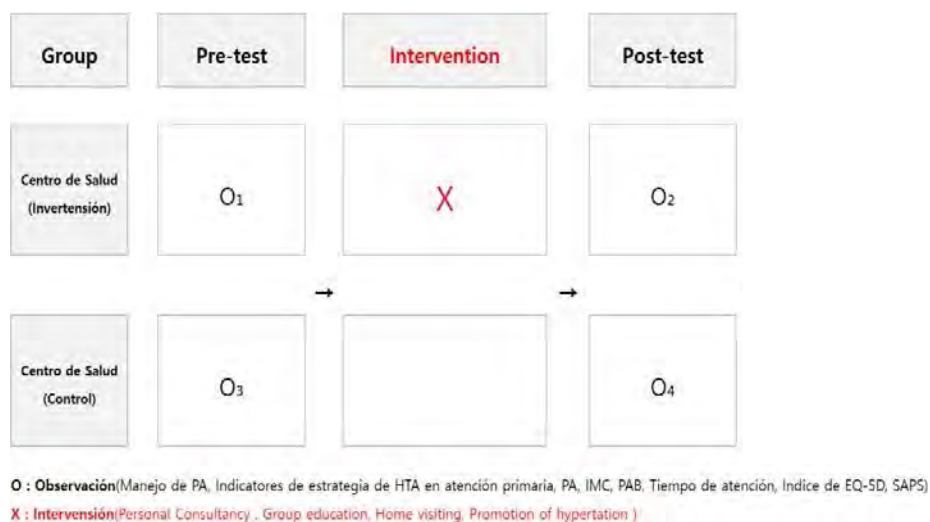 Group Pre-test Intervention Post-test
Centro de Salud
(Invertensión)
O1 X O2
→ →
Centro de Salud
(Control)
O3 O4
O : Observación(Manejo de PA, Indicatores de estrategia de HTA en atención primaria, PA, IMC, PAB, Tiempo de atención, Indice de EQ-5D, SAPS)
X : Intervensión(Personal Consultancy , Group education, Home visiting, Promotion of hypertation )